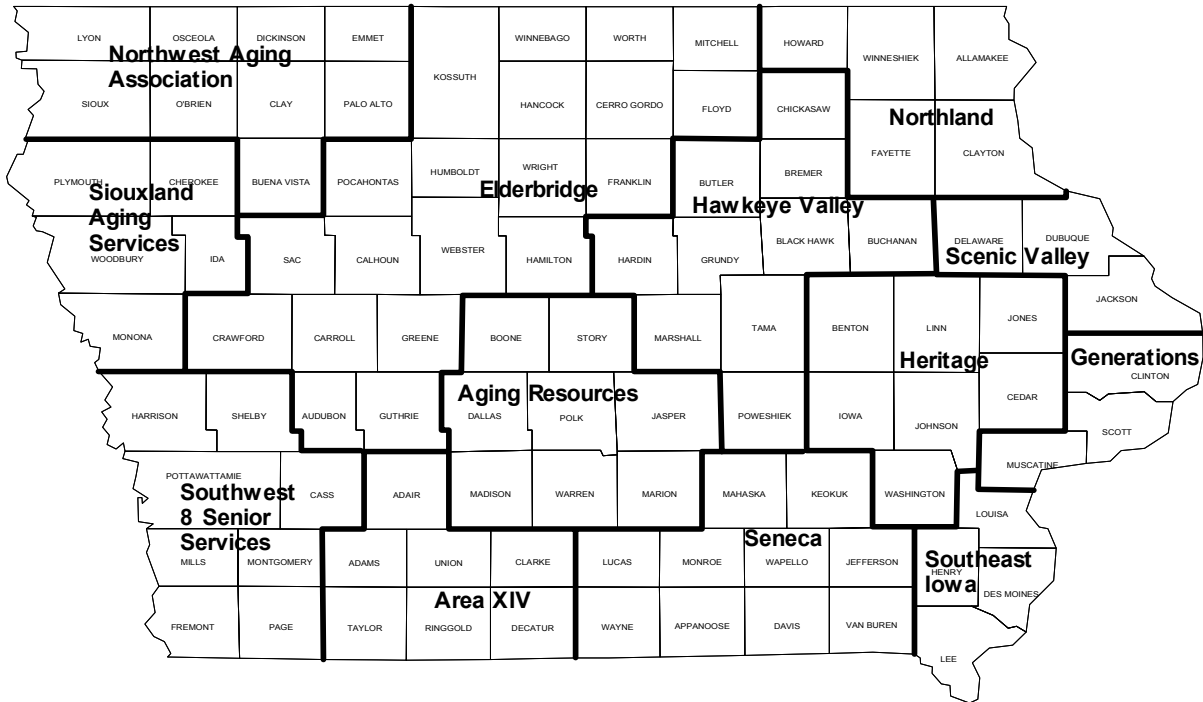 LYON
OSCEOLA
DICKINSON
EMMET
WINNEBAGO
WORTH
MITCHELL
HOWARD
WINNESHIEK
ALLAMAKEE
Northwest Aging
Association
KOSSUTH
SIOUX
O'BRIEN
CLAY
PALO ALTO
HANCOCK
CERRO GORDO
FLOYD
CHICKASAW
Northland
FAYETTE
CLAYTON
PLYMOUTH
CHEROKEE
BUENA VISTA
POCAHONTAS
HUMBOLDT
WRIGHT
FRANKLIN
BUTLER
BREMER
Siouxland
Aging
Services
Elderbridge
Hawkeye Valley
WOODBURY
IDA
SAC
CALHOUN
WEBSTER
HAMILTON
HARDIN
GRUNDY
BLACK HAWK
BUCHANAN
DELAWARE
DUBUQUE
Scenic Valley
JACKSON
MONONA
CRAWFORD
CARROLL
GREENE
BOONE
STORY
MARSHALL
TAMA
BENTON
LINN
JONES
Heritage
Generations
CLINTON
HARRISON
SHELBY
AUDUBON
GUTHRIE
Aging Resources
DALLAS
POLK
JASPER
POWESHIEK
IOWA
JOHNSON
CEDAR
SCOTT
MUSCATINE
POTTAWATTAMIE
CASS
ADAIR
MADISON
WARREN
MARION
MAHASKA
KEOKUK
WASHINGTON
LOUISA
Southwest
8 Senior
Services
Seneca
MILLS
MONTGOMERY
ADAMS
UNION
CLARKE
LUCAS
MONROE
WAPELLO
JEFFERSON
HENRY
Southeast
Iowa
DES MOINES
Area XIV
FREMONT
PAGE
TAYLOR
RINGGOLD
DECATUR
WAYNE
APPANOOSE
DAVIS
VAN BUREN
LEE